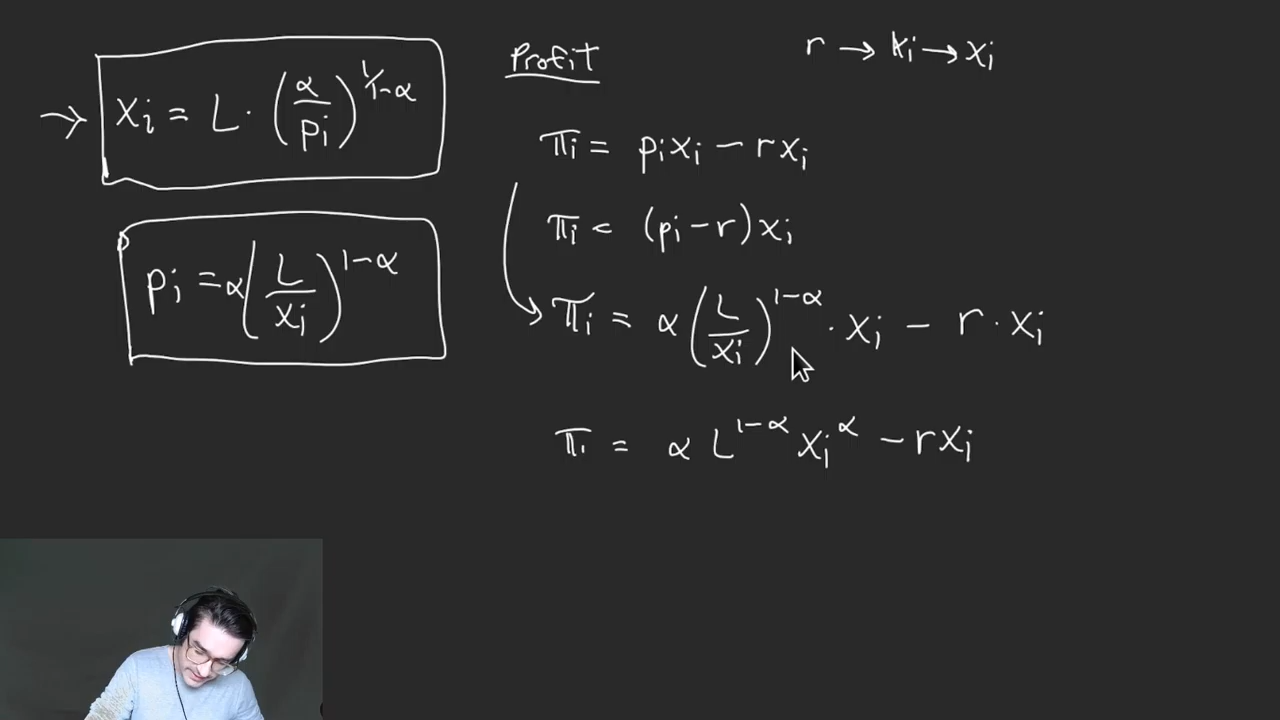 → xᵢ = L · (α/pᵢ)^(1/1-α)
pᵢ = α(L/xᵢ)^(1-α)
Profit
r → kᵢ → xᵢ
πᵢ = pᵢxᵢ - rxᵢ
πᵢ = (pᵢ-r)xᵢ
πᵢ = α(L/xᵢ)^(1-α) · xᵢ - r · xᵢ
πᵢ = α L^(1-α) xᵢ^α - rxᵢ